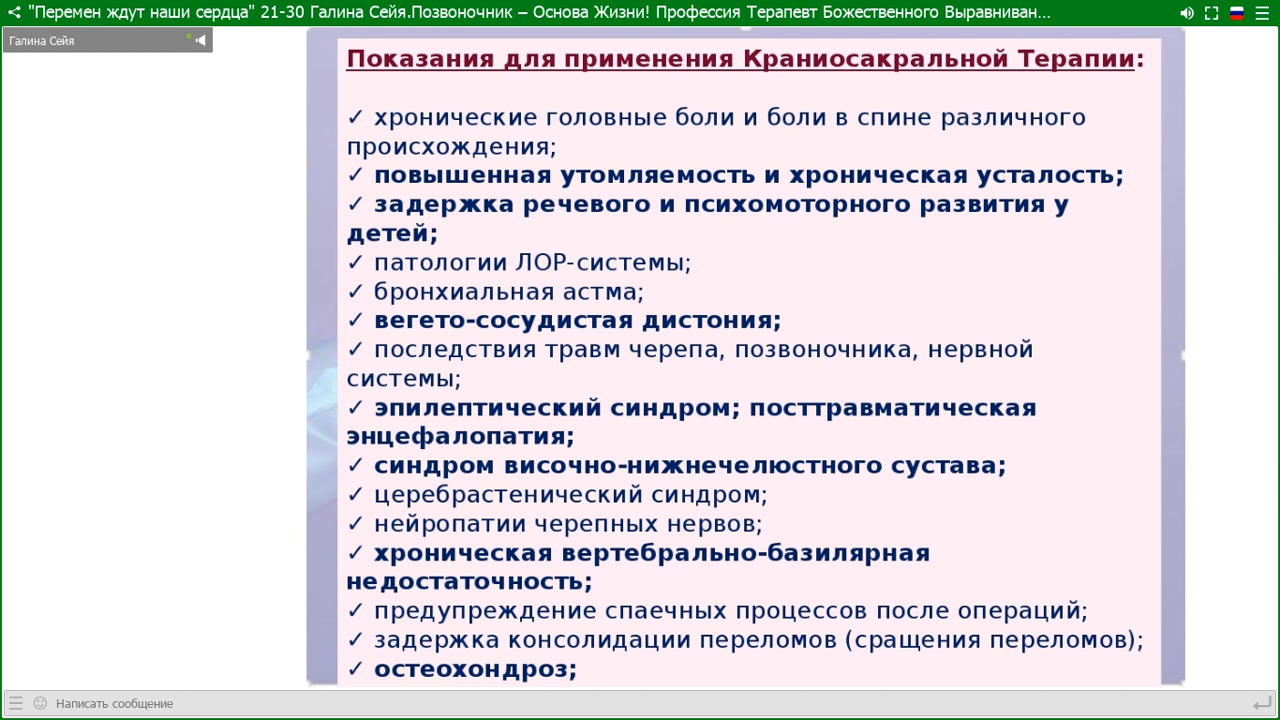 "Перемен ждут наши сердца" 21-30 Галина Сейя.Позвоночник – Основа Жизни! Профессия Терапевт Божественного Выравниван...
Галина Сейя
Показания для применения Краниосакральной Терапии:
✓ хронические головные боли и боли в спине различного
происхождения;
✓ повышенная утомляемость и хроническая усталость;
✓ задержка речевого и психомоторного развития у
детей;
✓ патологии ЛОР-системы;
✓ бронхиальная астма;
✓ вегето-сосудистая дистония;
✓ последствия травм черепа, позвоночника, нервной
системы;
✓ эпилептический синдром; посттравматическая
энцефалопатия;
✓ синдром височно-нижнечелюстного сустава;
✓ церебрастенический синдром;
✓ нейропатии черепных нервов;
✓ хроническая вертебрально-базилярная
недостаточность;
✓ предупреждение спаечных процессов после операций;
✓ задержка консолидации переломов (сращения переломов);
✓ остеохондроз;
Написать сообщение